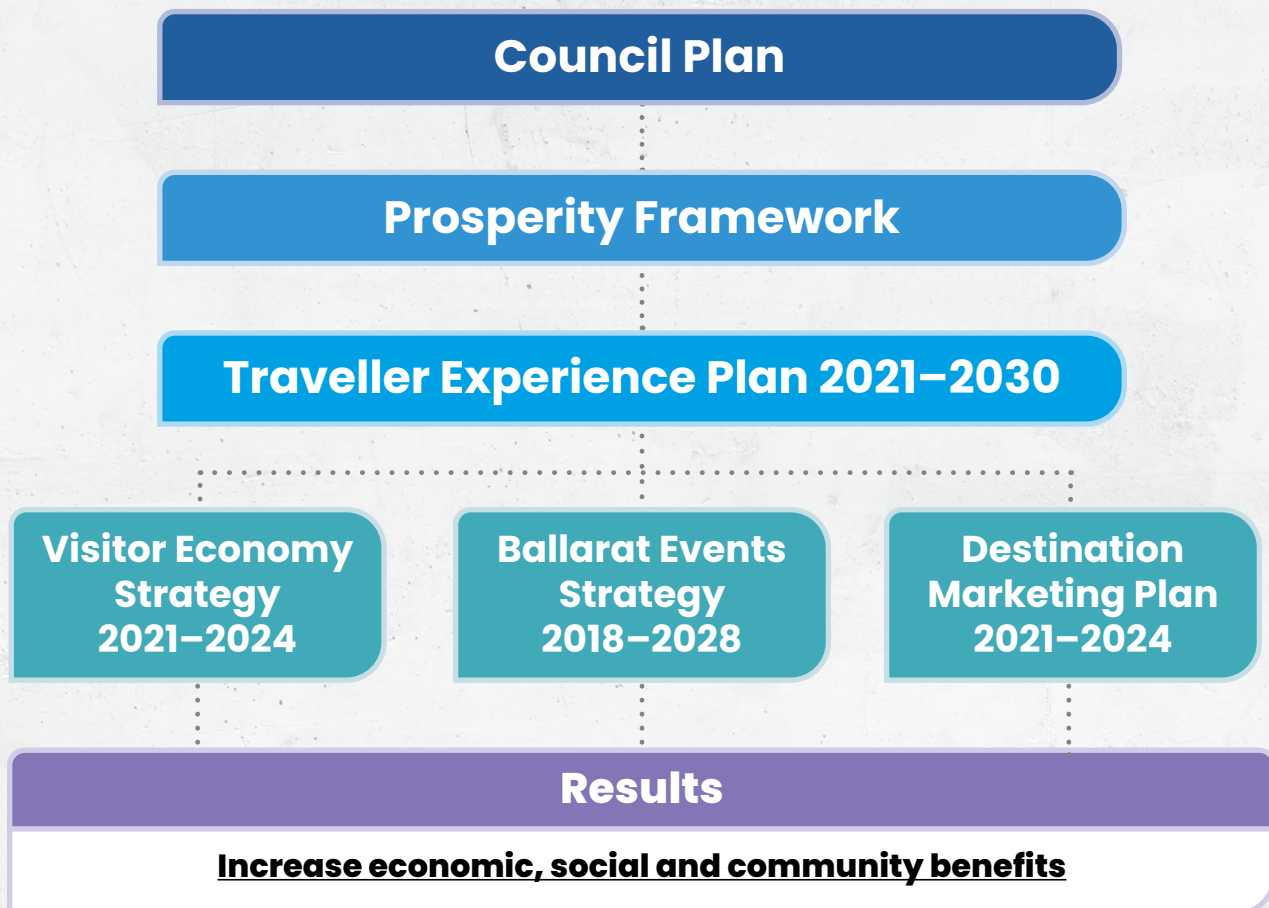 Council Plan
Prosperity Framework
Traveller Experience Plan 2021–2030
Visitor Economy
Strategy
2021–2024
Ballarat Events
Strategy
2018–2028
Destination
Marketing Plan
2021–2024
Results
Increase economic, social and community benefits